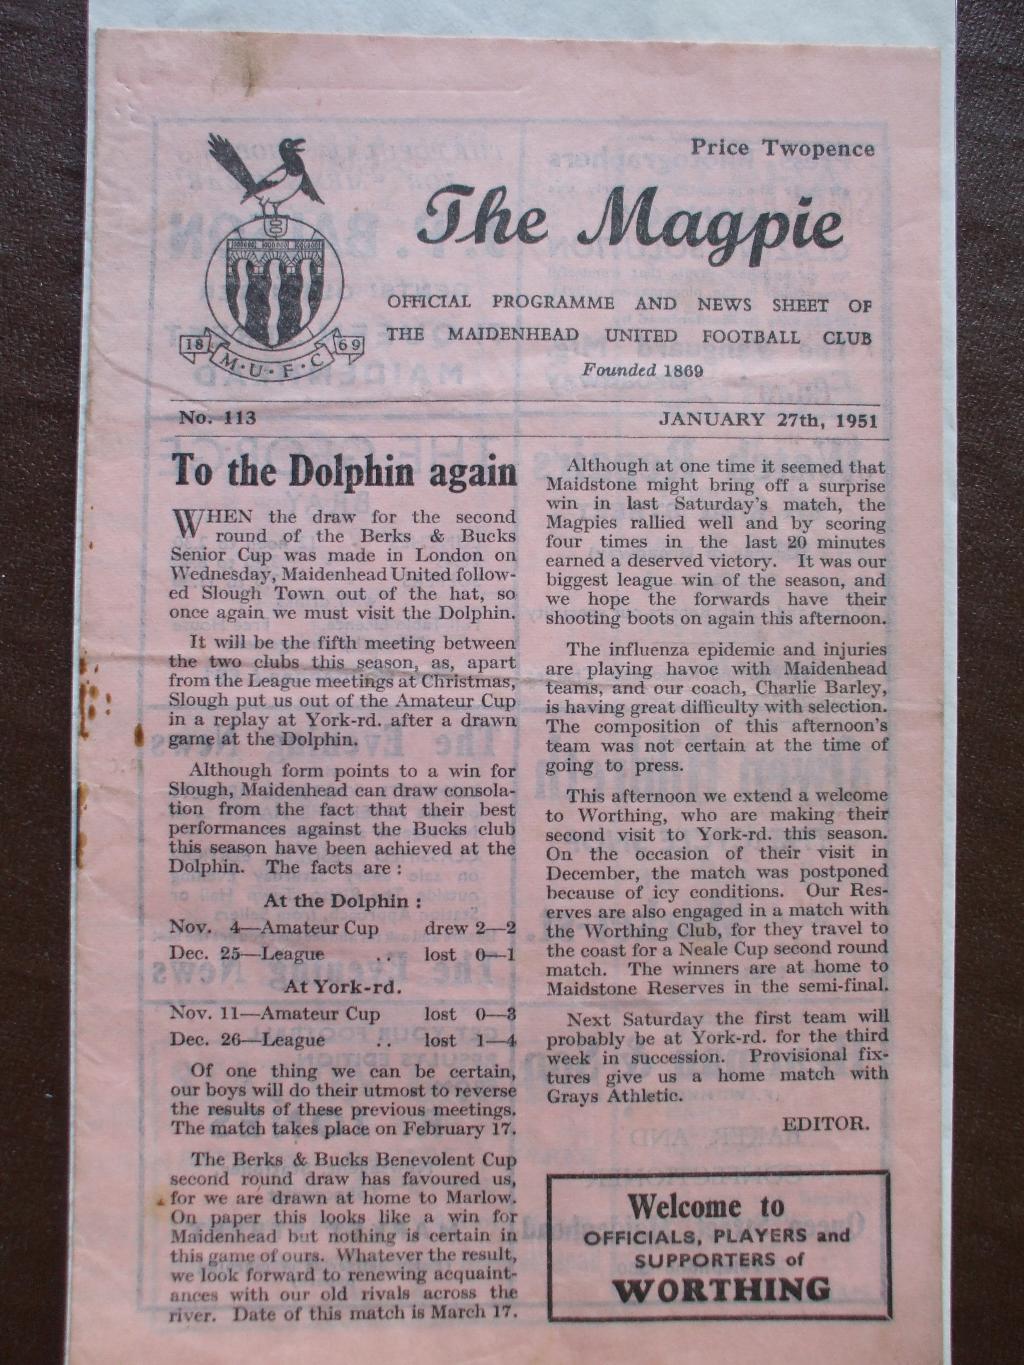 Price Twopence
The Magpie
OFFICIAL PROGRAMME AND NEWS SHEET OF
THE MAIDENHEAD UNITED FOOTBALL CLUB
Founded 1869
18 69
M·U·F·C
No. 113 JANUARY 27th, 1951
To the Dolphin again
WHEN the draw for the second
round of the Berks & Bucks
Senior Cup was made in London on
Wednesday, Maidenhead United follow-
ed Slough Town out of the hat, so
once again we must visit the Dolphin.
It will be the fifth meeting between
the two clubs this season, as, apart
from the League meetings at Christmas,
Slough put us out of the Amateur Cup
in a replay at York-rd. after a drawn
game at the Dolphin.
Although form points to a win for
Slough, Maidenhead can draw consola-
tion from the fact that their best
performances against the Bucks club
this season have been achieved at the
Dolphin. The facts are :
At the Dolphin :
Nov. 4—Amateur Cup drew 2—2
Dec. 25—League .. lost 0—1
At York-rd.
Nov. 11—Amateur Cup lost 0—3
Dec. 26—League .. lost 1—4
Of one thing we can be certain,
our boys will do their utmost to reverse
the results of these previous meetings.
The match takes place on February 17.
The Berks & Bucks Benevolent Cup
second round draw has favoured us,
for we are drawn at home to Marlow.
On paper this looks like a win for
Maidenhead but nothing is certain in
this game of ours. Whatever the result,
we look forward to renewing acquaint-
ances with our old rivals across the
river. Date of this match is March 17.
Although at one time it seemed that
Maidstone might bring off a surprise
win in last Saturday's match, the
Magpies rallied well and by scoring
four times in the last 20 minutes
earned a deserved victory. It was our
biggest league win of the season, and
we hope the forwards have their
shooting boots on again this afternoon.
The influenza epidemic and injuries
are playing havoc with Maidenhead
teams, and our coach, Charlie Barley,
is having great difficulty with selection.
The composition of this afternoon's
team was not certain at the time of
going to press.
This afternoon we extend a welcome
to Worthing, who are making their
second visit to York-rd. this season.
On the occasion of their visit in
December, the match was postponed
because of icy conditions. Our Res-
erves are also engaged in a match with
the Worthing Club, for they travel to
the coast for a Neale Cup second round
match. The winners are at home to
Maidstone Reserves in the semi-final.
Next Saturday the first team will
probably be at York-rd. for the third
week in succession. Provisional fix-
tures give us a home match with
Grays Athletic.
EDITOR.
Welcome to
OFFICIALS, PLAYERS and
SUPPORTERS of
WORTHING